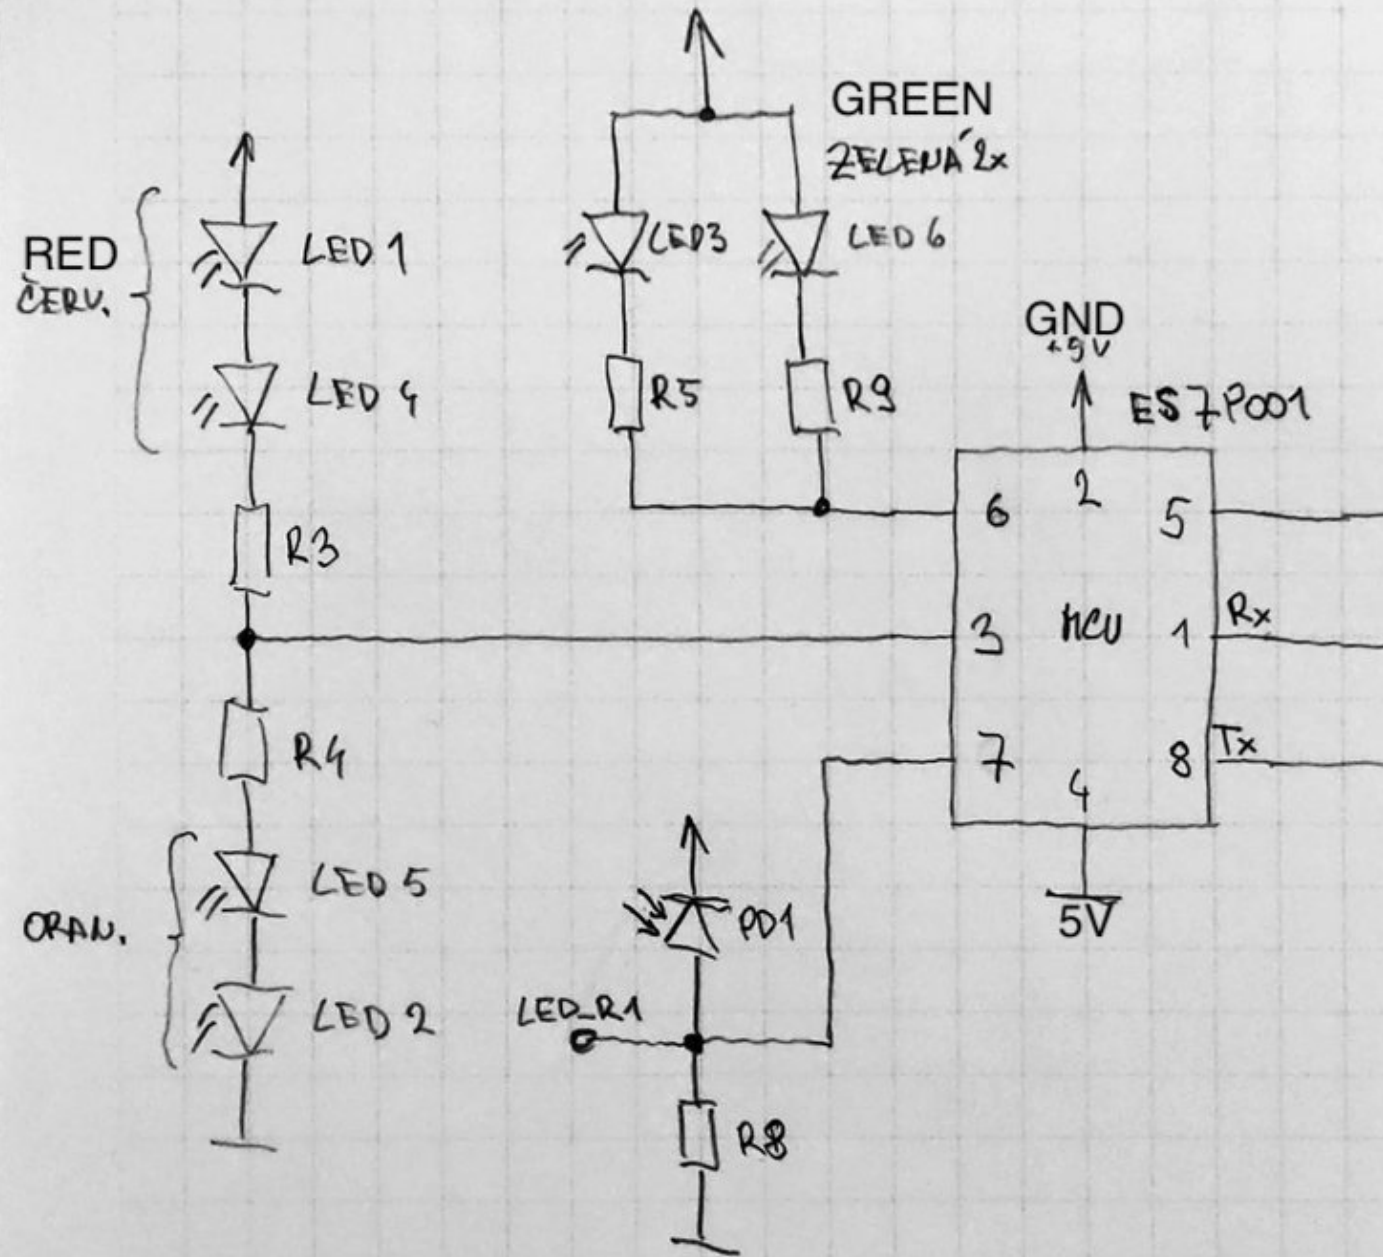 GREEN
ZELENÁ 2x
RED
ČERV.
LED 1
LED3
LED 6
GND
+9V
LED 4
R5
R9
ES7P001
R3
6
2
5
3
MCU
1
Rx
R4
7
4
8
Tx
ORAN.
LED 5
PD1
5V
LED_R1
LED 2
R8